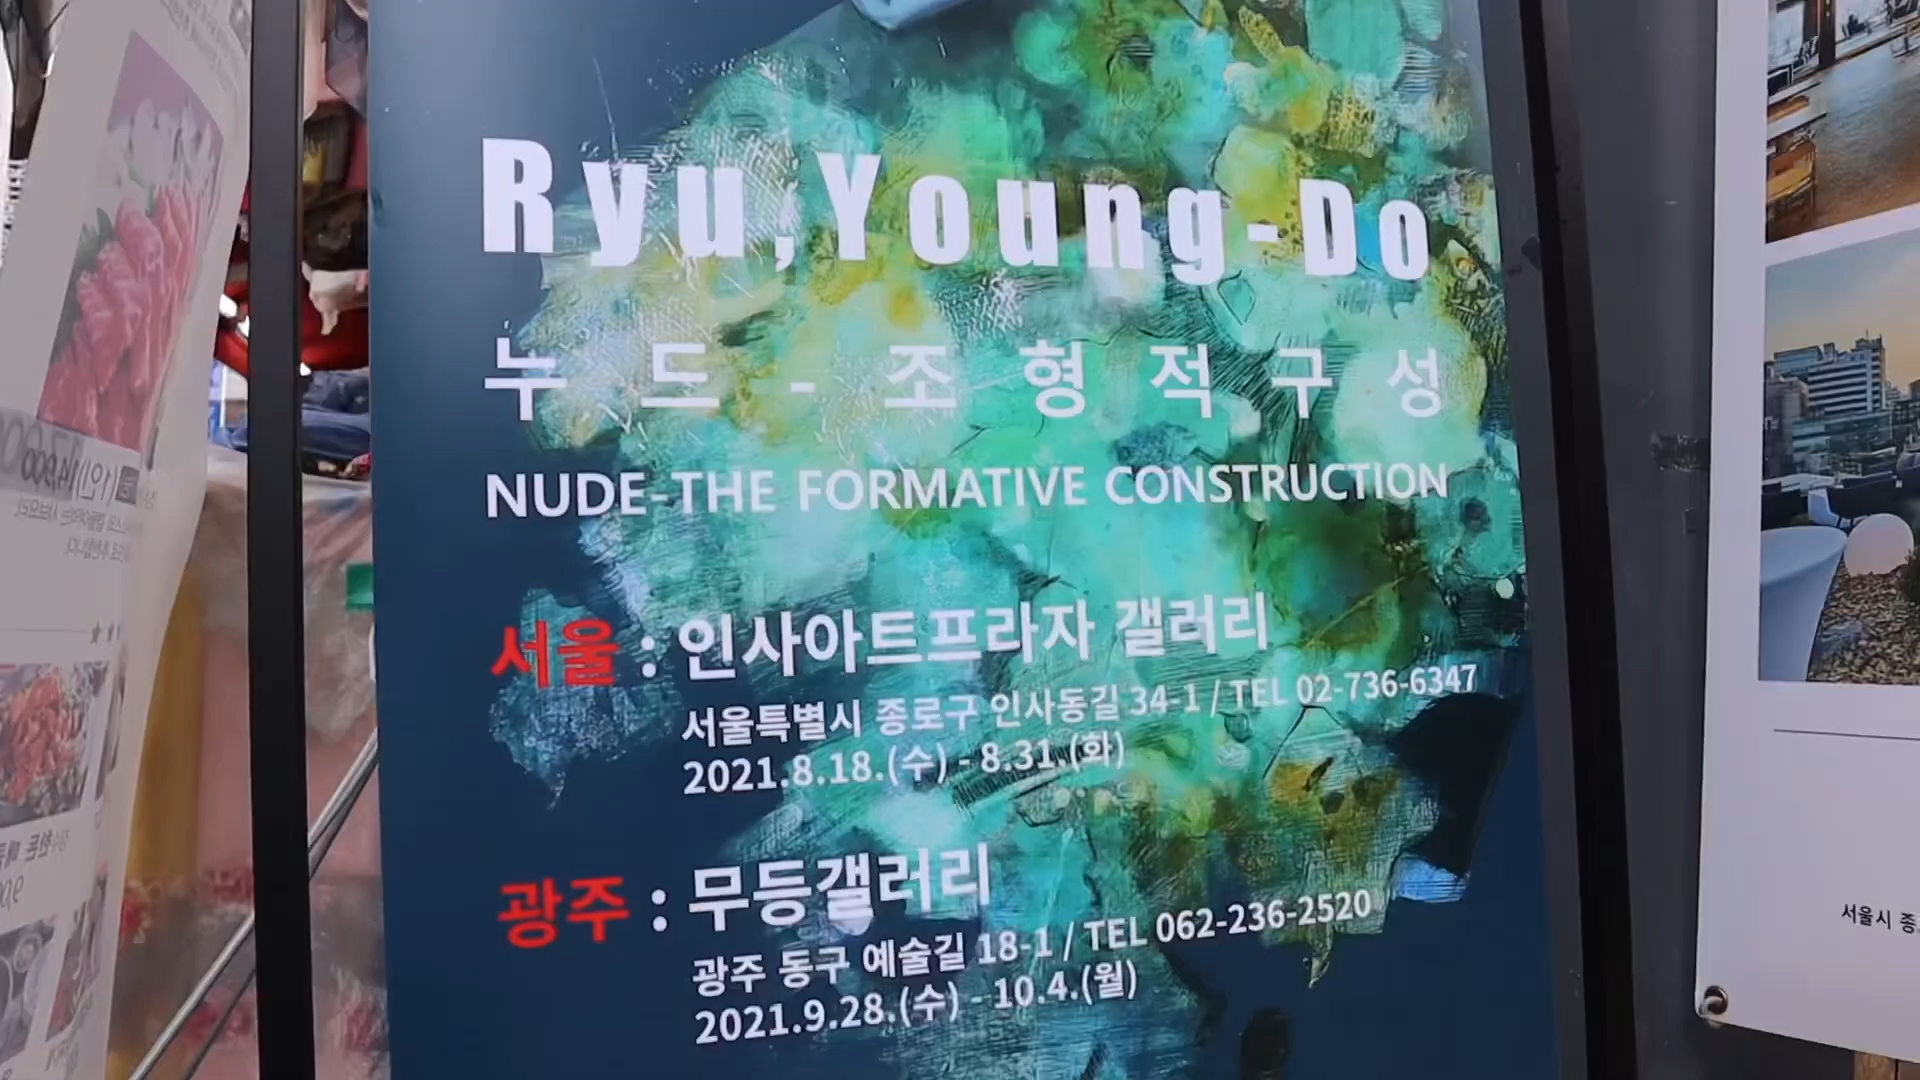 Ryu,Young-Do
누드-조형적구성
NUDE-THE FORMATIVE CONSTRUCTION
서울 : 인사아트프라자 갤러리
서울특별시 종로구 인사동길 34-1 / TEL 02-736-6347
2021.8.18.(수) - 8.31.(화)
광주 : 무등갤러리
광주 동구 예술길 18-1 / TEL 062-236-2520
2021.9.28.(수) - 10.4.(월)
서울시 종